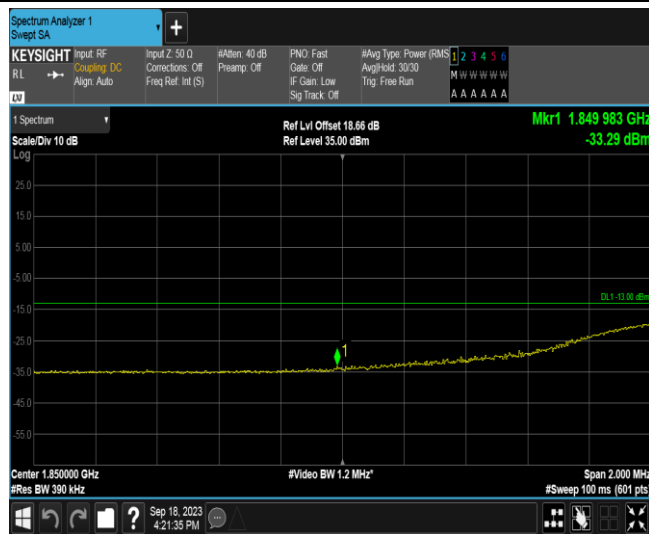 Spectrum Analyzer 1
Swept SA
+
KEYSIGHT Input: RF Input Z: 50 Ω #Atten: 40 dB PNO: Fast #Avg Type: Power (RMS 1 2 3 4 5 6
RL Coupling: DC Corrections: Off Preamp: Off Gate: Off Avg|Hold: 30/30 M W W W W W
Align: Auto Freq Ref: Int (S) IF Gain: Low Trig: Free Run
Sig Track: Off A A A A A A
1 Spectrum Ref Lvl Offset 18.66 dB Mkr1 1.849 983 GHz
Scale/Div 10 dB Ref Level 35.00 dBm -33.29 dBm
Log
25.0
15.0
5.00
-5.00
DL1 -13.00 dBm
-15.0
-25.0
1
-35.0
-45.0
-55.0
Center 1.850000 GHz #Video BW 1.2 MHz* Span 2.000 MHz
#Res BW 390 kHz #Sweep 100 ms (601 pts)
? Sep 18, 2023
4:21:35 PM